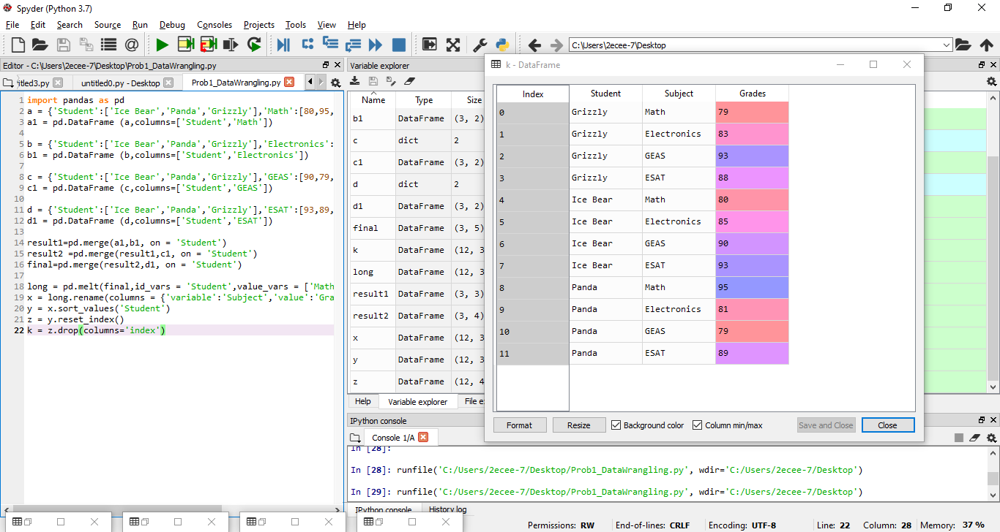 Spyder (Python 3.7)
File Edit Search Source Run Debug Consoles Projects Tools View Help
C:\Users\2ecee-7\Desktop
Editor - C:\Users\2ecee-7\Desktop\Prob1_DataWrangling.py
itled3.py untitled0.py - Desktop Prob1_DataWrangling.py
1 import pandas as pd
2 a = {'Student':['Ice Bear','Panda','Grizzly'],'Math':[80,95,
3 a1 = pd.DataFrame (a,columns=['Student','Math'])
4
5 b = {'Student':['Ice Bear','Panda','Grizzly'],'Electronics':
6 b1 = pd.DataFrame (b,columns=['Student','Electronics'])
7
8 c = {'Student':['Ice Bear','Panda','Grizzly'],'GEAS':[90,79,
9 c1 = pd.DataFrame (c,columns=['Student','GEAS'])
10
11 d = {'Student':['Ice Bear','Panda','Grizzly'],'ESAT':[93,89,
12 d1 = pd.DataFrame (d,columns=['Student','ESAT'])
13
14 result1=pd.merge(a1,b1, on = 'Student')
15 result2 =pd.merge(result1,c1, on = 'Student')
16 final=pd.merge(result2,d1, on = 'Student')
17
18 long = pd.melt(final,id_vars = 'Student',value_vars = ['Math
19 x = long.rename(columns = {'variable':'Subject','value':'Gra
20 y = x.sort_values('Student')
21 z = y.reset_index()
22 k = z.drop(columns='index')
Variable explorer
Name Type Size
b1 DataFrame (3, 2)
c dict 2
c1 DataFrame (3, 2)
d dict 2
d1 DataFrame (3, 2)
final DataFrame (3, 5)
k DataFrame (12, 3
long DataFrame (12, 3
result1 DataFrame (3, 3)
result2 DataFrame (3, 4)
x DataFrame (12, 3
y DataFrame (12, 3
z DataFrame (12, 4
Help Variable explorer File e
k - DataFrame
Index Student Subject Grades
0 Grizzly Math 79
1 Grizzly Electronics 83
2 Grizzly GEAS 93
3 Grizzly ESAT 88
4 Ice Bear Math 80
5 Ice Bear Electronics 85
6 Ice Bear GEAS 90
7 Ice Bear ESAT 93
8 Panda Math 95
9 Panda Electronics 81
10 Panda GEAS 79
11 Panda ESAT 89
Format Resize Background color Column min/max Save and Close Close
IPython console
Console 1/A
In [28]:
In [28]: runfile('C:/Users/2ecee-7/Desktop/Prob1_DataWrangling.py', wdir='C:/Users/2ecee-7/Desktop')
In [29]: runfile('C:/Users/2ecee-7/Desktop/Prob1_DataWrangling.py', wdir='C:/Users/2ecee-7/Desktop')
IPython console History log
Permissions: RW End-of-lines: CRLF Encoding: UTF-8 Line: 22 Column: 28 Memory: 37 %